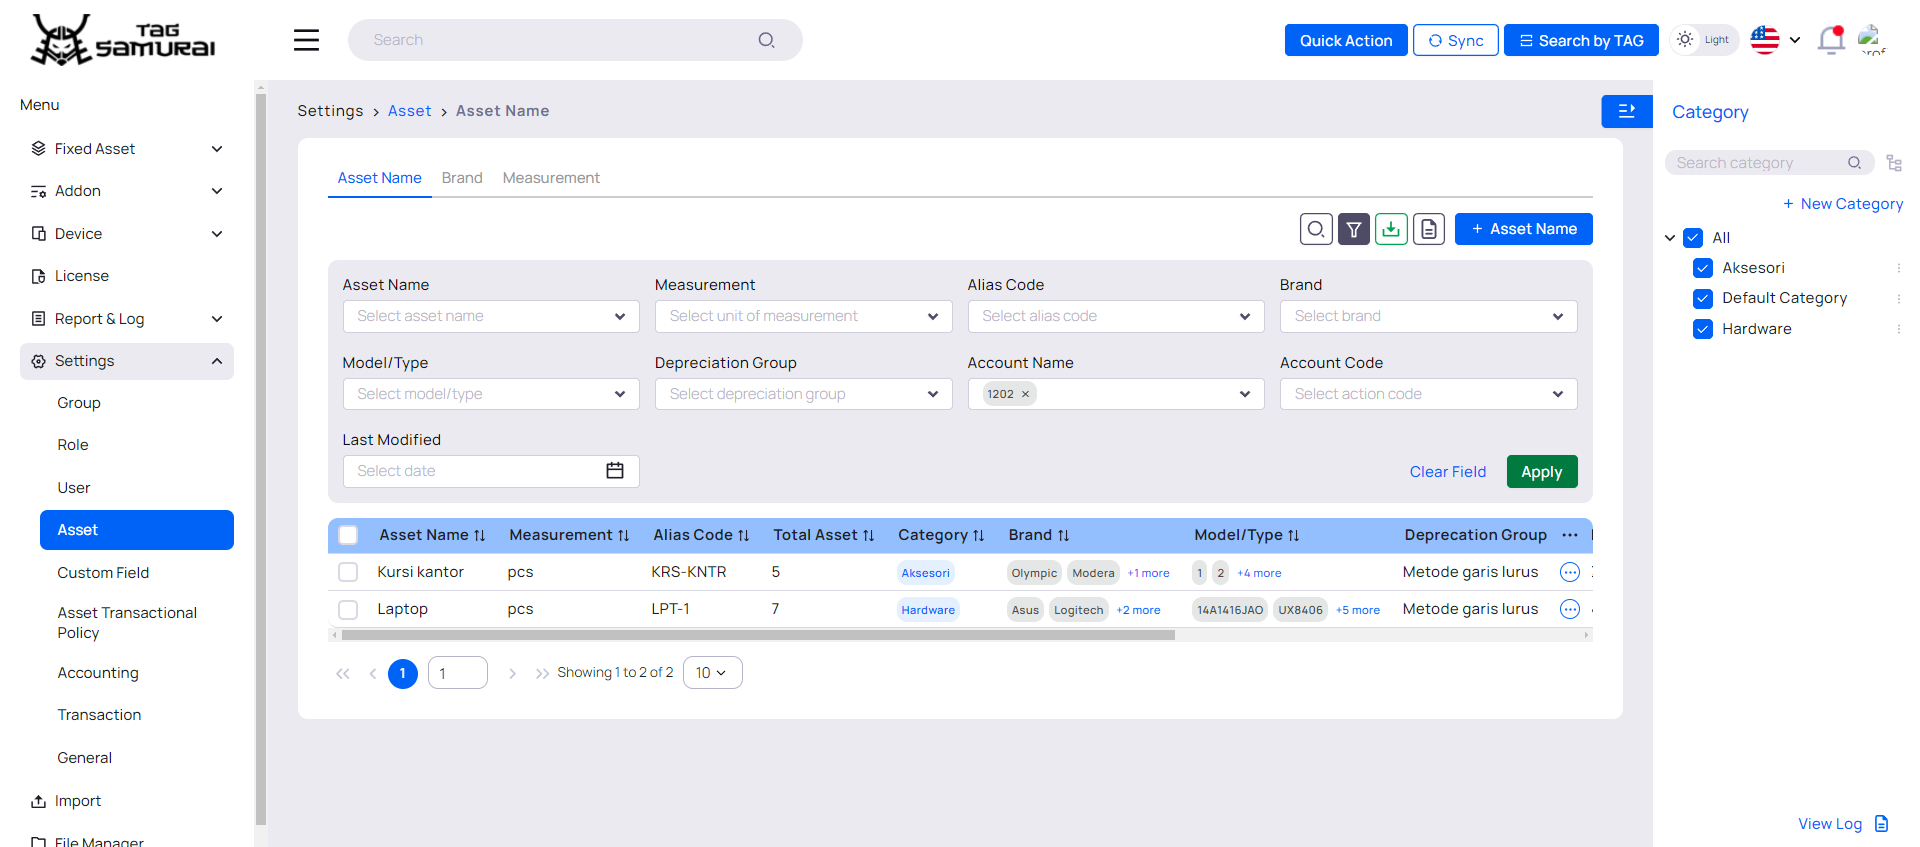 TAG SAMURAI
Search
Quick Action
Sync
Search by TAG
Light
prof
Menu
Fixed Asset
Addon
Device
License
Report & Log
Settings
Group
Role
User
Asset
Custom Field
Asset Transactional
Policy
Accounting
Transaction
General
Import
File Manager
Settings > Asset > Asset Name
Asset Name Brand Measurement
+ Asset Name
Asset Name Measurement Alias Code Brand
Select asset name Select unit of measurement Select alias code Select brand
Model/Type Depreciation Group Account Name Account Code
Select model/type Select depreciation group 1202 × Select action code
Last Modified
Select date
Clear Field Apply
Asset Name Measurement Alias Code Total Asset Category Brand Model/Type Deprecation Group ...
Kursi kantor pcs KRS-KNTR 5 Aksesori Olympic Modera +1 more 1 2 +4 more Metode garis lurus
Laptop pcs LPT-1 7 Hardware Asus Logitech +2 more 14A1416JAO UX8406 +5 more Metode garis lurus
<< < 1 1 > >> Showing 1 to 2 of 2 10
Category
Search category
+ New Category
All
Aksesori
Default Category
Hardware
View Log